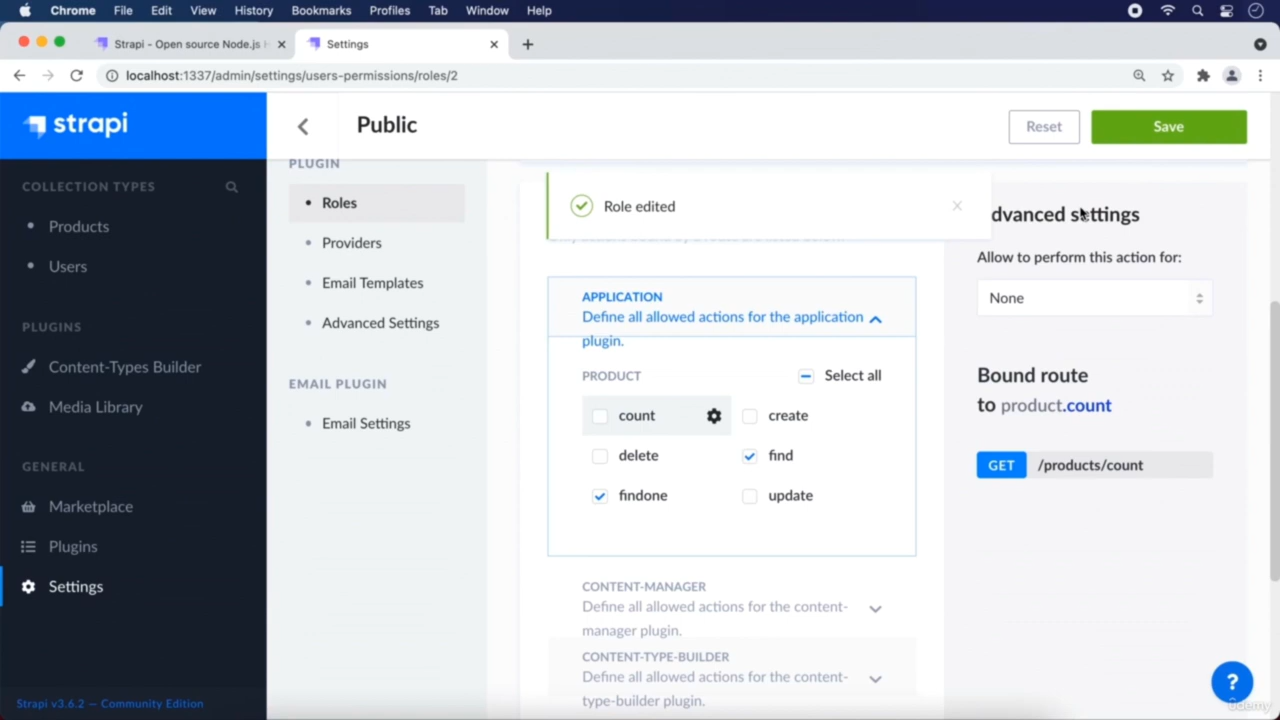 Chrome File Edit View History Bookmarks Profiles Tab Window Help
Strapi - Open source Node.js H
Settings
localhost:1337/admin/settings/users-permissions/roles/2
strapi
Public
Reset
Save
COLLECTION TYPES
Products
Users
PLUGINS
Content-Types Builder
Media Library
GENERAL
Marketplace
Plugins
Settings
Strapi v3.6.2 — Community Edition
PLUGIN
Roles
Providers
Email Templates
Advanced Settings
EMAIL PLUGIN
Email Settings
Role edited
APPLICATION
Define all allowed actions for the application
plugin.
PRODUCT
Select all
count
create
delete
find
findone
update
CONTENT-MANAGER
Define all allowed actions for the content-
manager plugin.
CONTENT-TYPE-BUILDER
Define all allowed actions for the content-
type-builder plugin.
dvanced settings
Allow to perform this action for:
None
Bound route
to product.count
GET /products/count
?
ûdemy